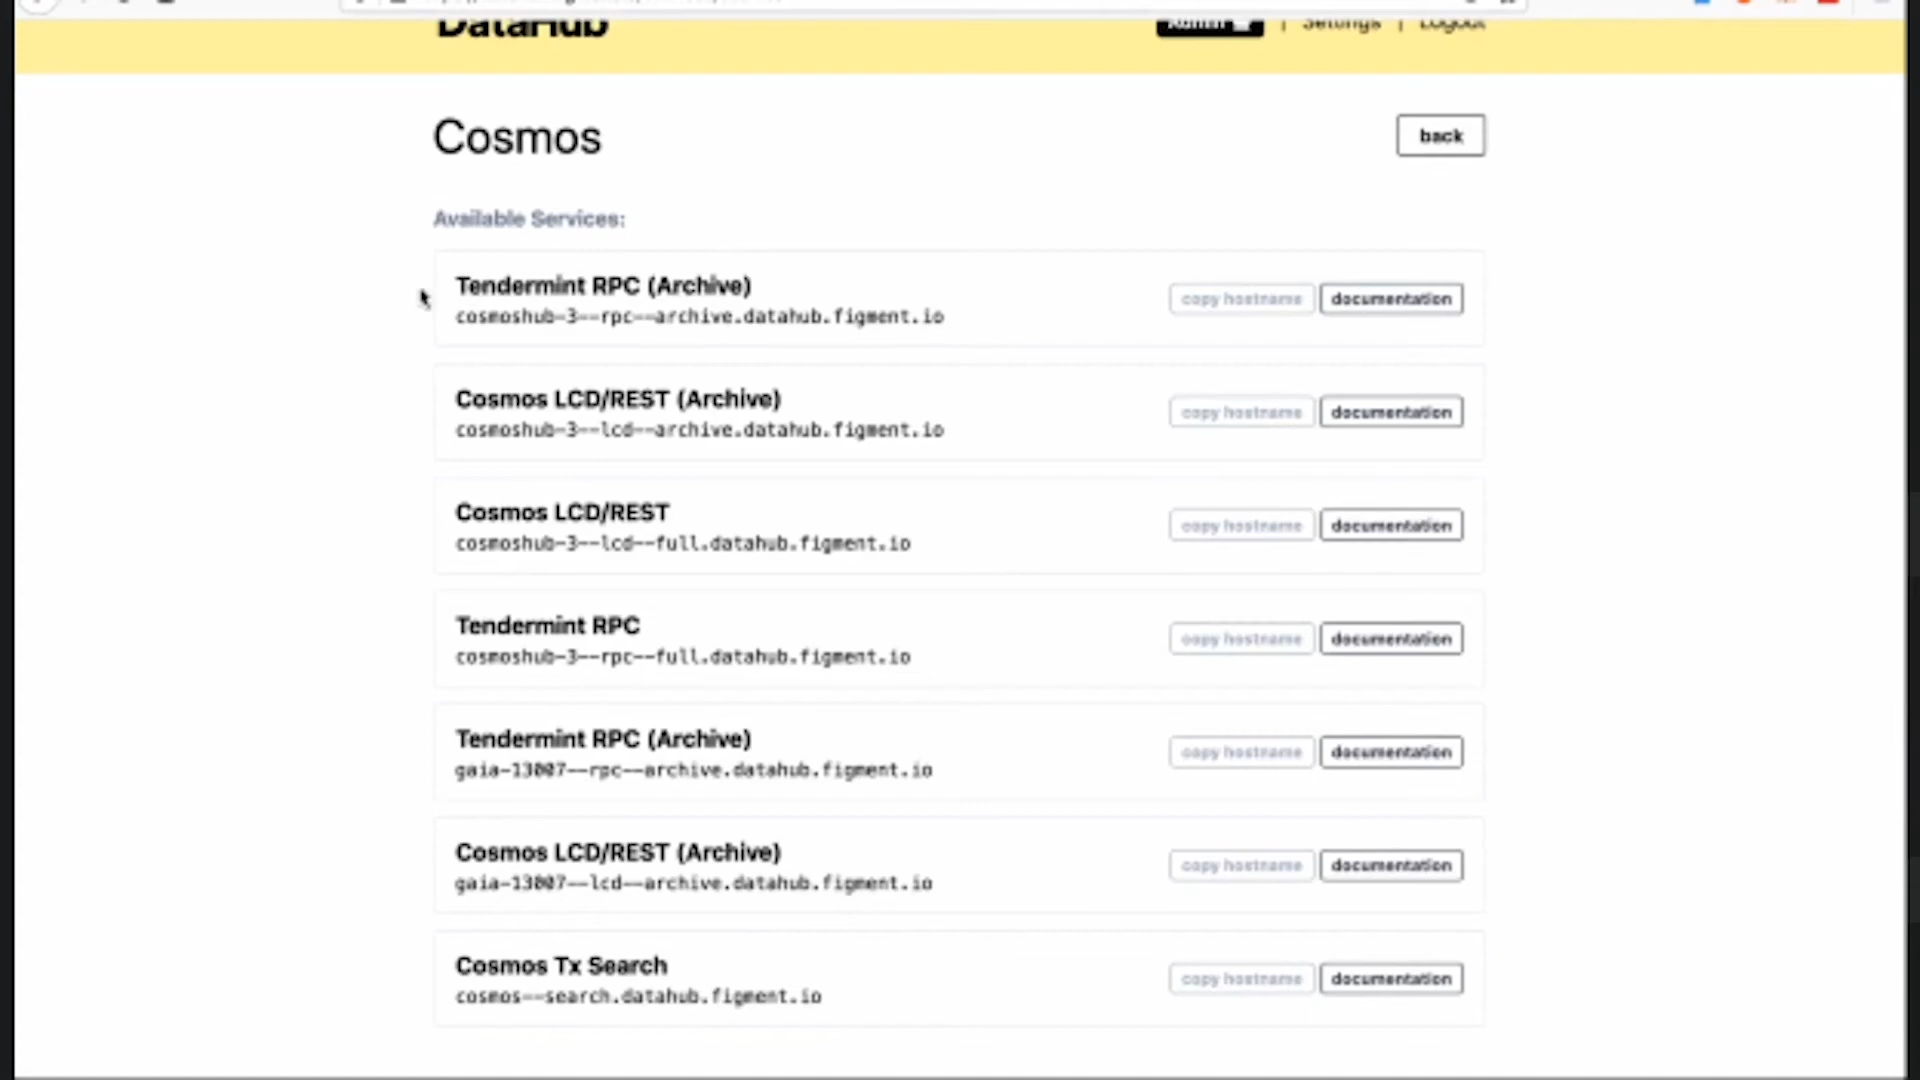 DataHub
Admin | Settings | Logout
Cosmos
back
Available Services:
Tendermint RPC (Archive)
cosmoshub-3--rpc--archive.datahub.figment.io
copy hostname
documentation
Cosmos LCD/REST (Archive)
cosmoshub-3--lcd--archive.datahub.figment.io
copy hostname
documentation
Cosmos LCD/REST
cosmoshub-3--lcd--full.datahub.figment.io
copy hostname
documentation
Tendermint RPC
cosmoshub-3--rpc--full.datahub.figment.io
copy hostname
documentation
Tendermint RPC (Archive)
gaia-13007--rpc--archive.datahub.figment.io
copy hostname
documentation
Cosmos LCD/REST (Archive)
gaia-13007--lcd--archive.datahub.figment.io
copy hostname
documentation
Cosmos Tx Search
cosmos--search.datahub.figment.io
copy hostname
documentation